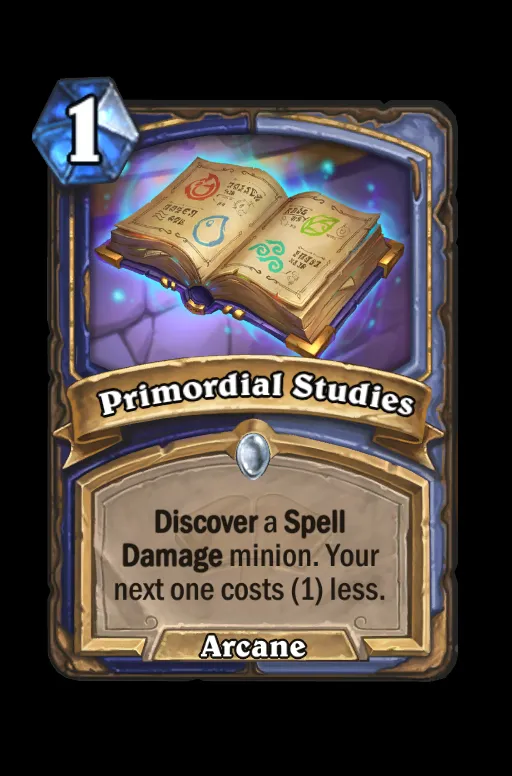 1
Primordial Studies
Discover a Spell
Damage minion. Your
next one costs (1) less.
Arcane